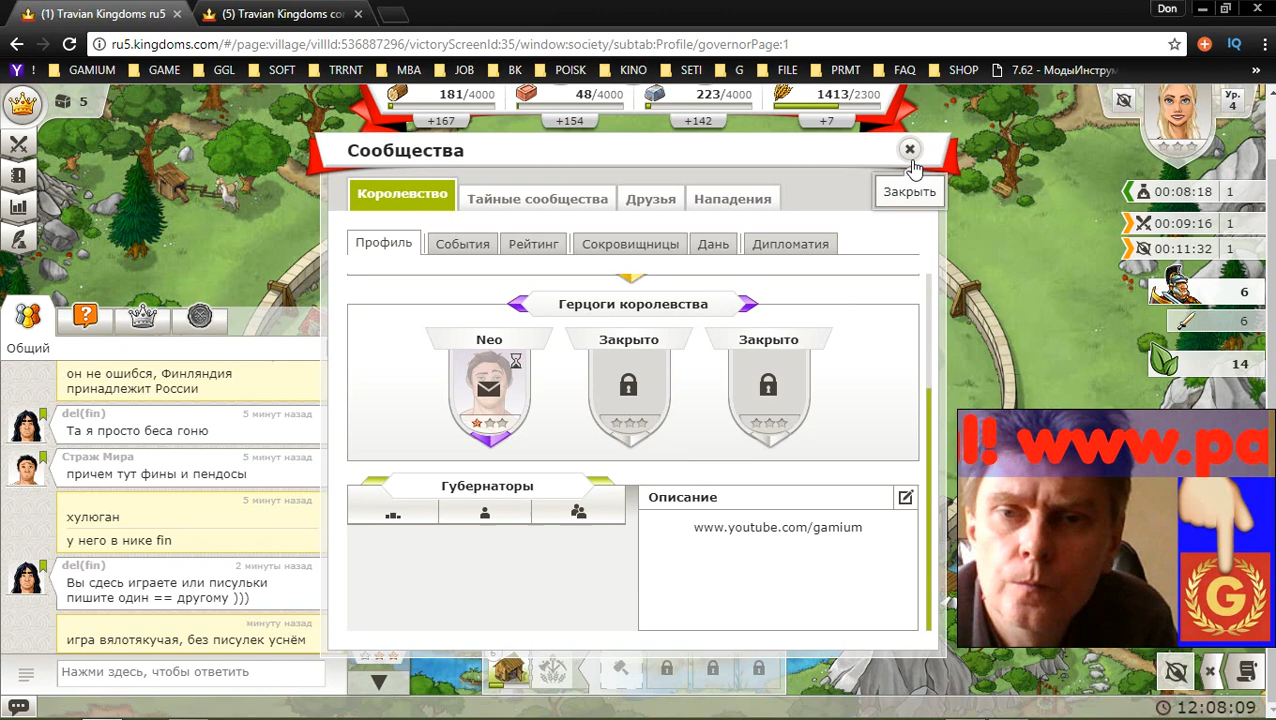 (1) Travian Kingdoms ru5
(5) Travian Kingdoms cor
Don
ru5.kingdoms.com/#/page:village/villId:536887296/victoryScreenId:35/window:society/subtab:Profile/governorPage:1
IQ
!
GAMIUM
GAME
GGL
SOFT
TRRNT
MBA
JOB
BK
POISK
KINO
SETI
G
FILE
PRMT
FAQ
SHOP
7.62 - МодыИнструм
»
5
181/4000
48/4000
223/4000
1413/2300
+167
+154
+142
+7
Ур.
4
Сообщества
Закрыть
Королевство
Тайные сообщества
Друзья
Нападения
Профиль
События
Рейтинг
Сокровищницы
Дань
Дипломатия
00:08:18 1
00:09:16 1
00:11:32 1
6
6
14
Герцоги королевства
Neo
Закрыто
Закрыто
Губернаторы
Описание
www.youtube.com/gamium
Общий
он не ошибся, Финляндия
принадлежит России
del(fin) 5 минут назад
Та я просто беса гоню
Страж Мира 5 минут назад
причем тут фины и пендосы
5 минут назад
хулюган
у него в нике fin
del(fin) 2 минуты назад
Вы сдесь играете или писульки
пишите один == другому )))
минуту назад
игра вялотякучая, без писулек уснём
Нажми здесь, чтобы ответить
!! www.pa
G
12:08:09